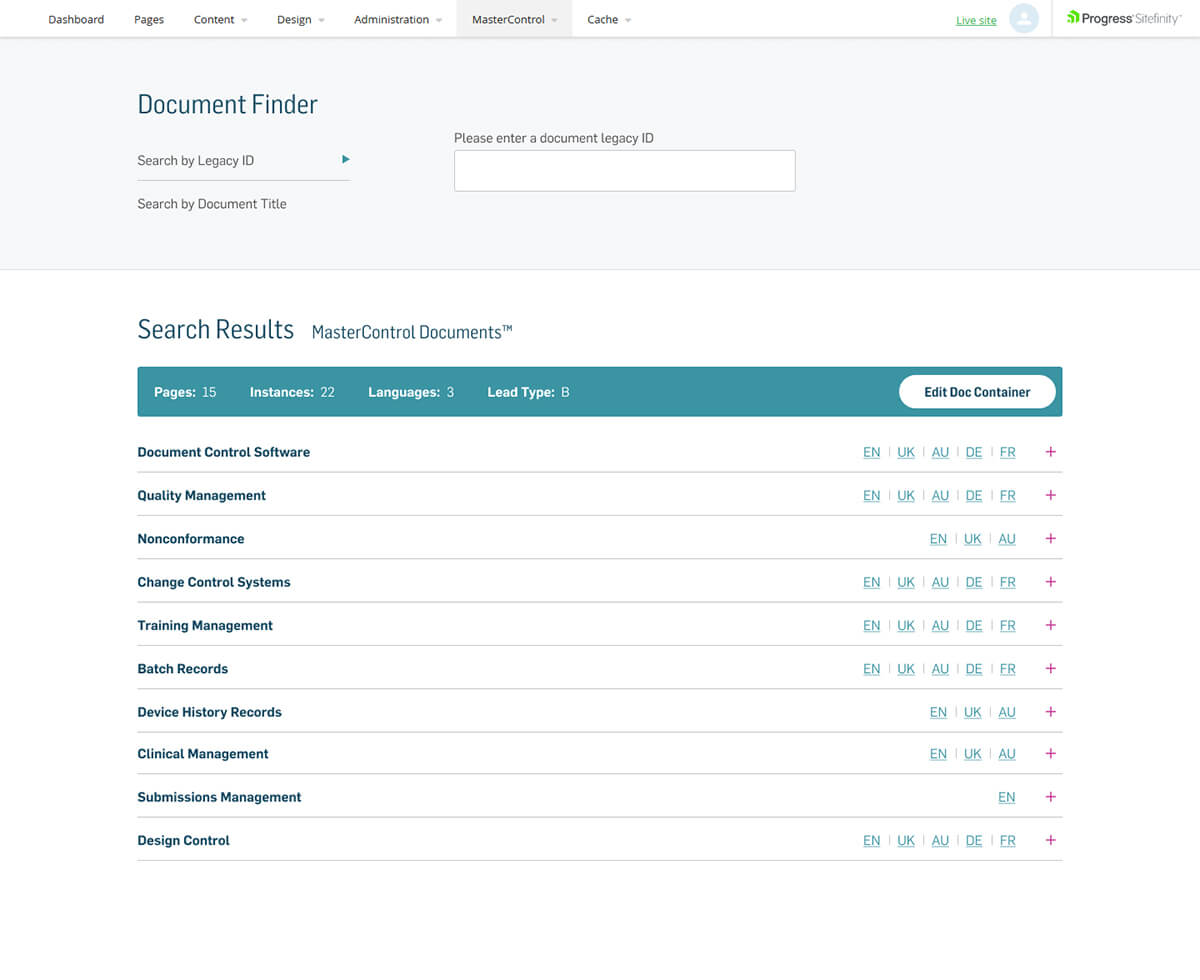 Dashboard Pages Content Design Administration MasterControl Cache Live site Progress® Sitefinity™
Document Finder
Please enter a document legacy ID
Search by Legacy ID
Search by Document Title
Search Results MasterControl Documents™
Pages: 15 Instances: 22 Languages: 3 Lead Type: B Edit Doc Container
Document Control Software EN | UK | AU | DE | FR +
Quality Management EN | UK | AU | DE | FR +
Nonconformance EN | UK | AU +
Change Control Systems EN | UK | AU | DE | FR +
Training Management EN | UK | AU | DE | FR +
Batch Records EN | UK | AU | DE | FR +
Device History Records EN | UK | AU +
Clinical Management EN | UK | AU +
Submissions Management EN +
Design Control EN | UK | AU | DE | FR +